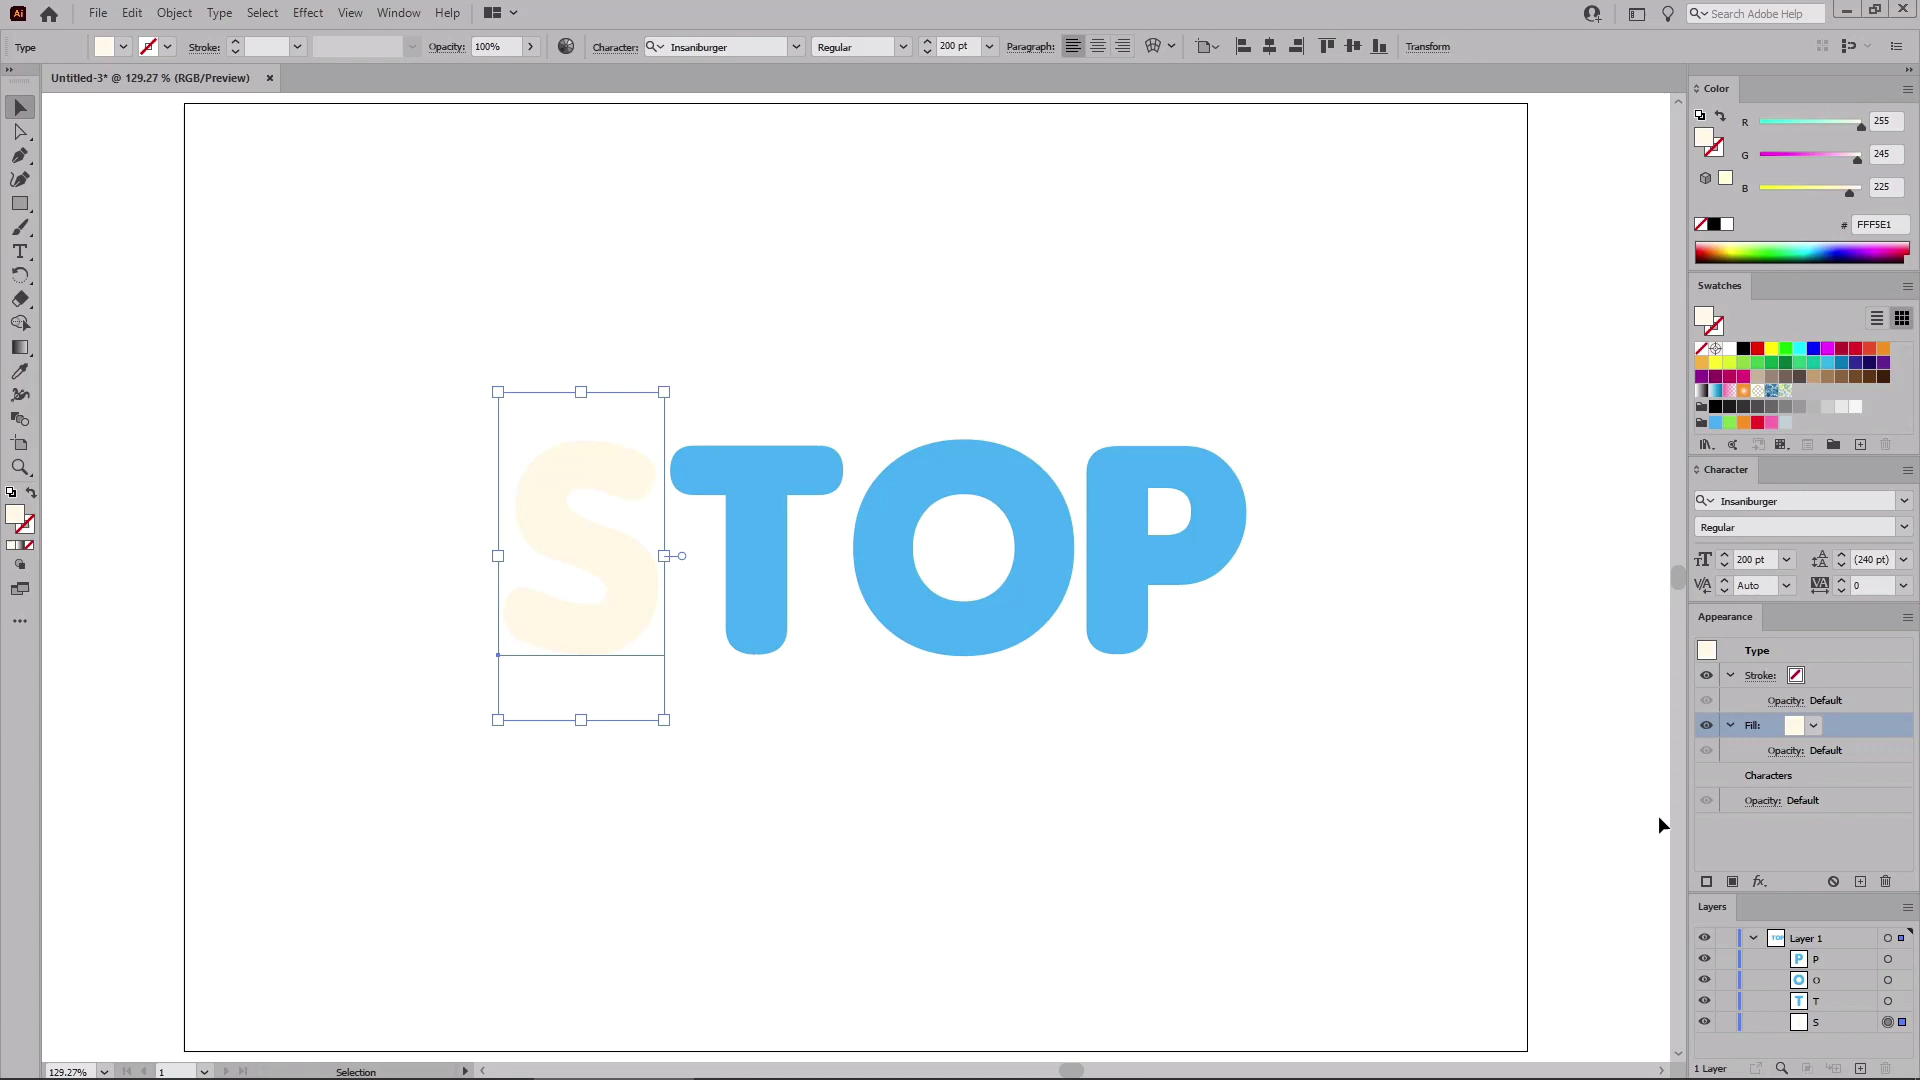 Ai File Edit Object Type Select Effect View Window Help Search Adobe Help
Type Stroke: Opacity: 100% Character: Insaniburger Regular 200 pt Paragraph: Transform
Untitled-3* @ 129.27 % (RGB/Preview)
STOP
Color
R 255
G 245
B 225
# FFF5E1
Swatches
Character
Insaniburger
Regular
200 pt (240 pt)
Auto 0
Appearance
Type
Stroke:
Opacity: Default
Fill:
Opacity: Default
Characters
Opacity: Default
fx
Layers
TOP Layer 1
P P
O O
T T
S
1 Layer
129.27% 1 Selection